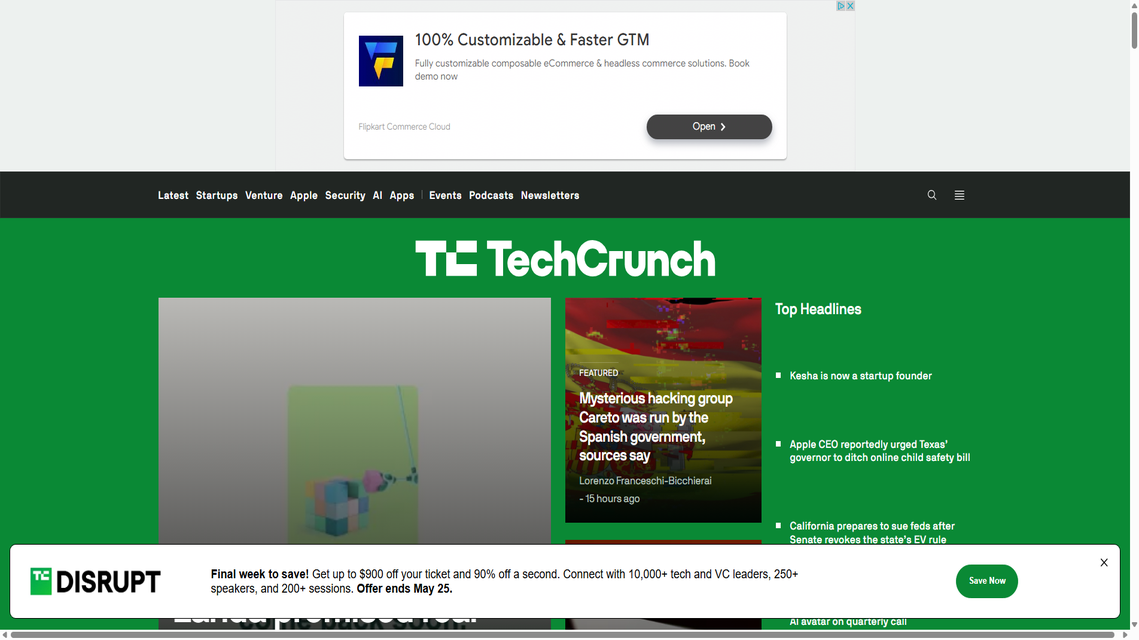 100% Customizable & Faster GTM
Fully customizable composable eCommerce & headless commerce solutions. Book
demo now
Flipkart Commerce Cloud
Open
Latest Startups Venture Apple Security AI Apps Events Podcasts Newsletters
TC TechCrunch
FEATURED
Mysterious hacking group
Careto was run by the
Spanish government,
sources say
Lorenzo Franceschi-Bicchierai
- 15 hours ago
Top Headlines
Kesha is now a startup founder
Apple CEO reportedly urged Texas'
governor to ditch online child safety bill
California prepares to sue feds after
Senate revokes the state's EV rule
AI avatar on quarterly call
TC DISRUPT
Final week to save! Get up to $900 off your ticket and 90% off a second. Connect with 10,000+ tech and VC leaders, 250+
speakers, and 200+ sessions. Offer ends May 25.
Save Now